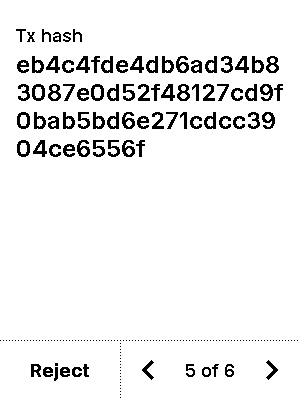 Tx hash
eb4c4fde4db6ad34b8
3087e0d52f48127cd9f
0bab5bd6e271cdcc39
04ce6556f
Reject
5 of 6